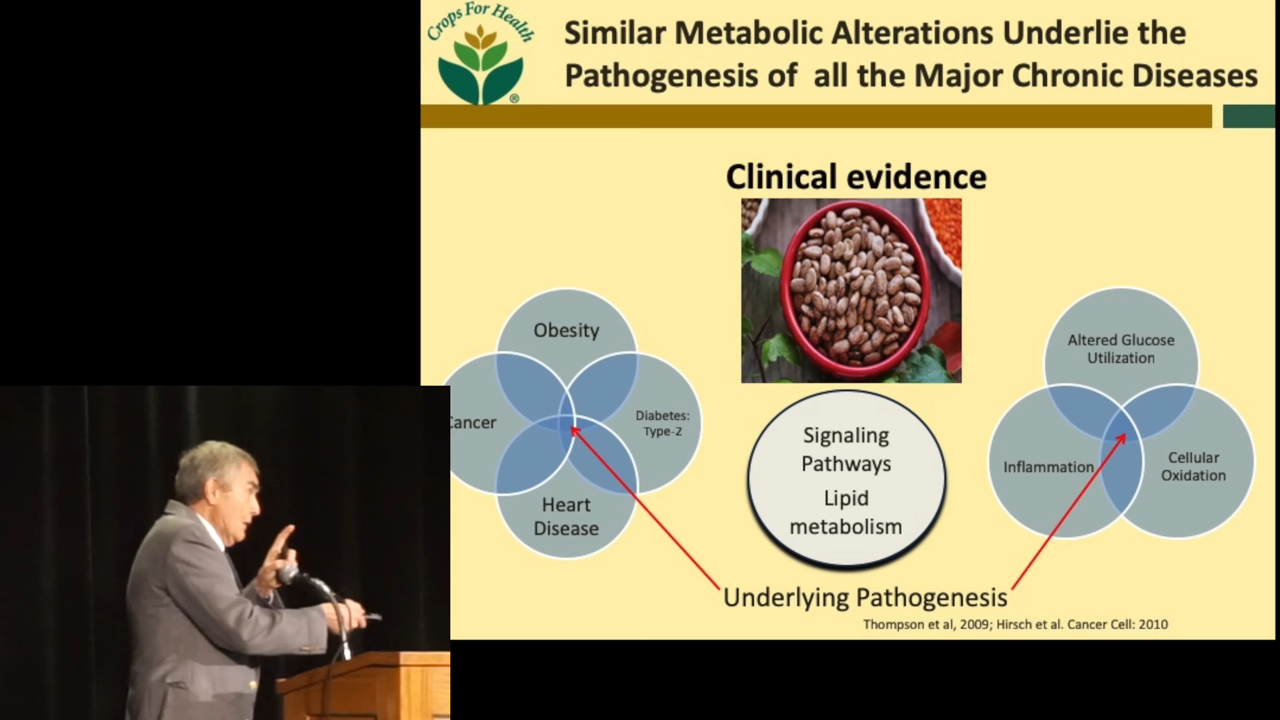 Crops For Health
®
Similar Metabolic Alterations Underlie the
Pathogenesis of all the Major Chronic Diseases
Clinical evidence
Obesity
Cancer
Diabetes:
Type-2
Heart
Disease
Signaling
Pathways
Lipid
metabolism
Altered Glucose
Utilization
Inflammation
Cellular
Oxidation
Underlying Pathogenesis
Thompson et al, 2009; Hirsch et al. Cancer Cell: 2010